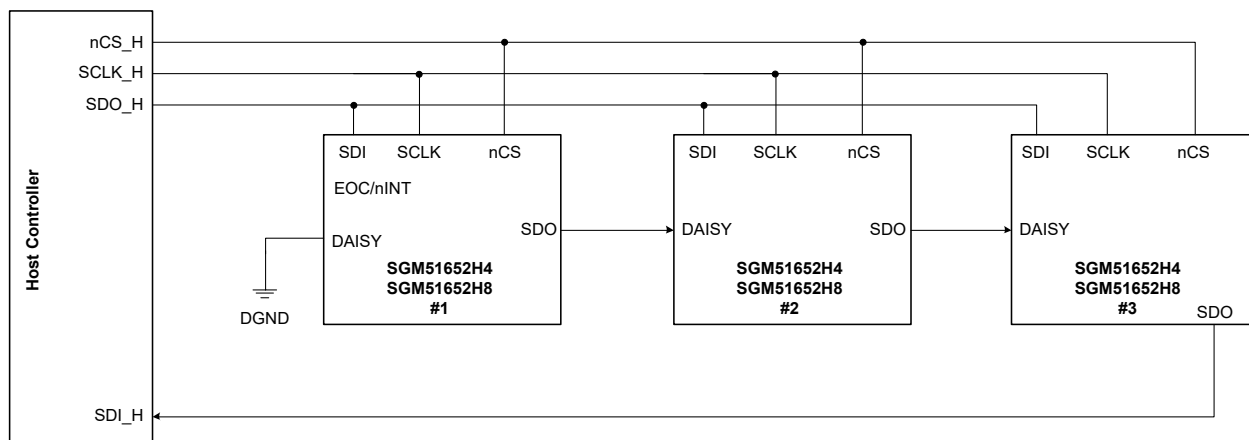 nCS_H
SCLK_H
SDO_H
Host Controller
SDI SCLK nCS
EOC/nINT
DAISY
SDO
SGM51652H4
SGM51652H8
#1
DGND
SDI SCLK nCS
DAISY
SDO
SGM51652H4
SGM51652H8
#2
SDI SCLK nCS
DAISY
SGM51652H4
SGM51652H8
#3
SDO
SDI_H